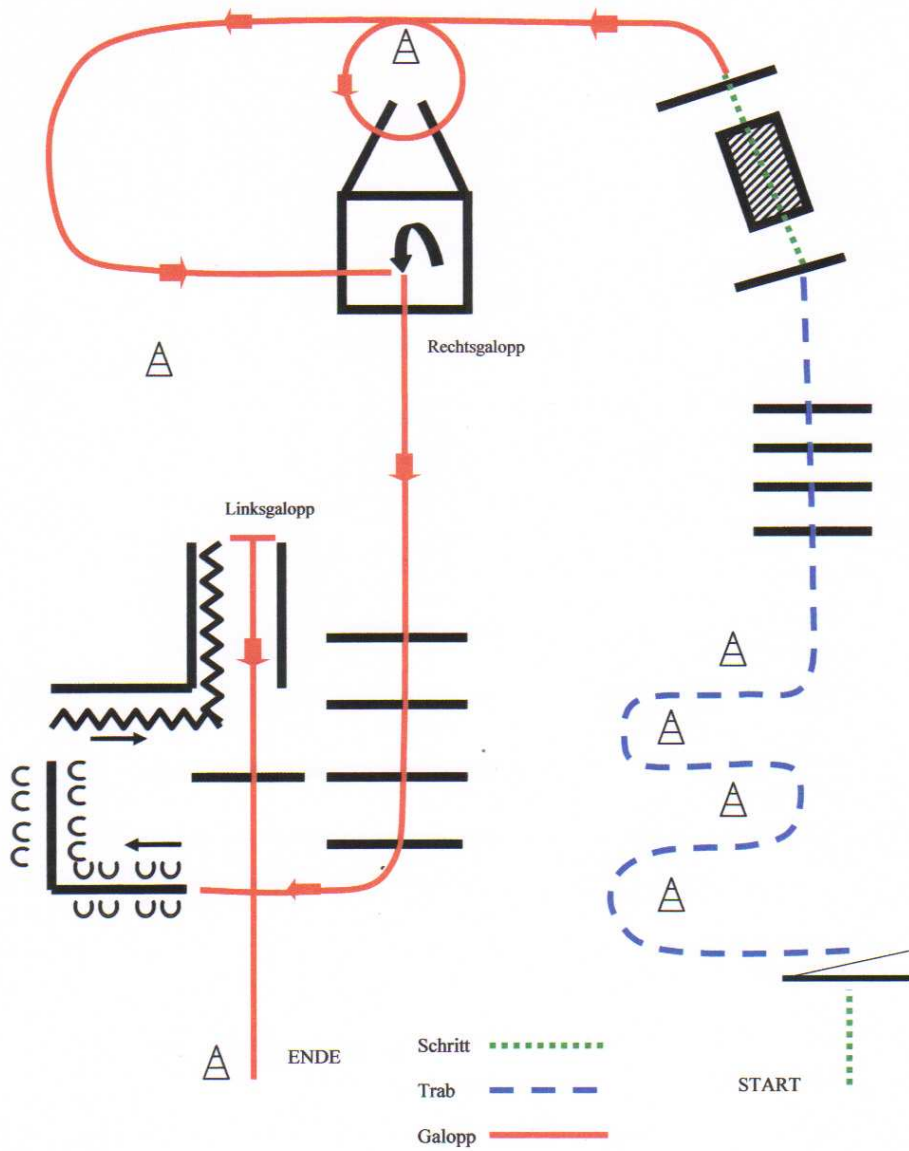 Rechtsgalopp
Linksgalopp
ENDE
Schritt
Trab
Galopp
START